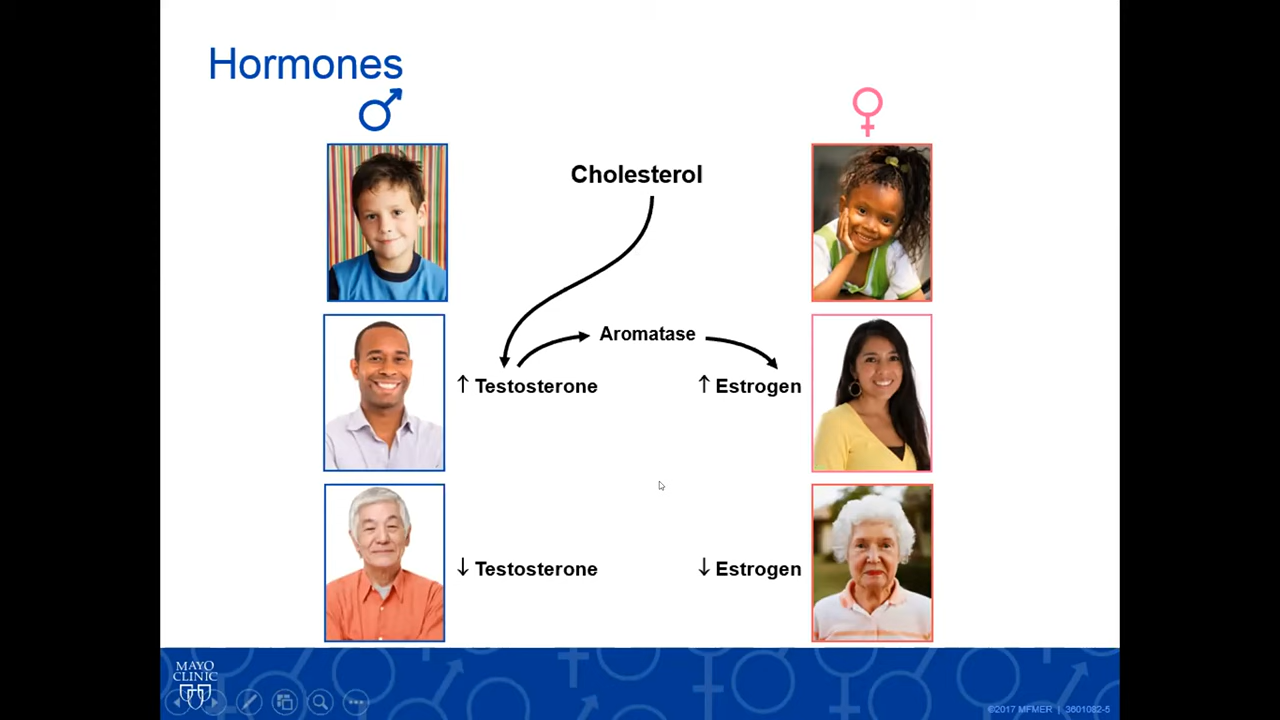 Hormones
Cholesterol
Aromatase
↑ Testosterone
↑ Estrogen
↓ Testosterone
↓ Estrogen
MAYO
CLINIC
©2017 MFMER | 3601082-5